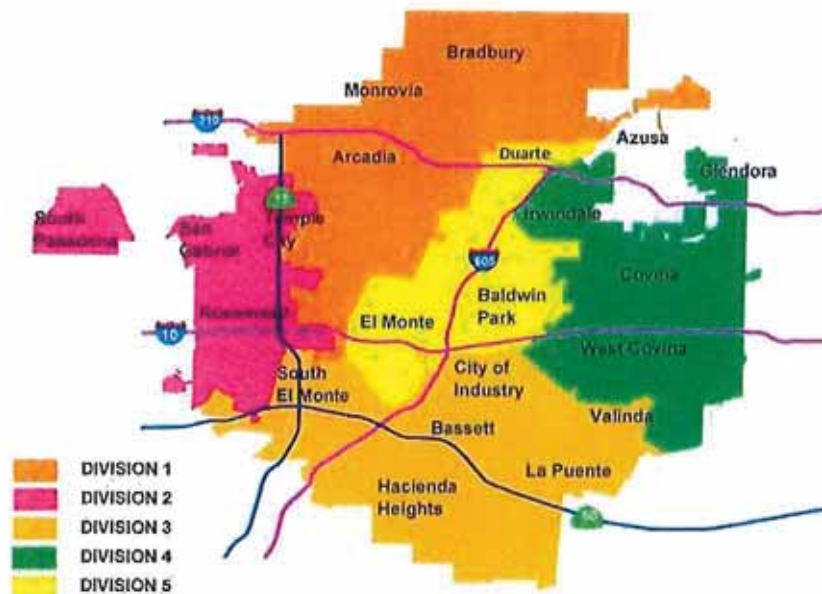 Bradbury
Monrovia
210
Azusa
Duarte
Glendora
Arcadia
South
Pasadena
San
Gabriel
Temple
City
Irwindale
605
Covina
Baldwin
Park
Rosemead
El Monte
10
West Covina
City of
Industry
South
El Monte
Valinda
Bassett
La Puente
Hacienda
Heights
DIVISION 1
DIVISION 2
DIVISION 3
DIVISION 4
DIVISION 5